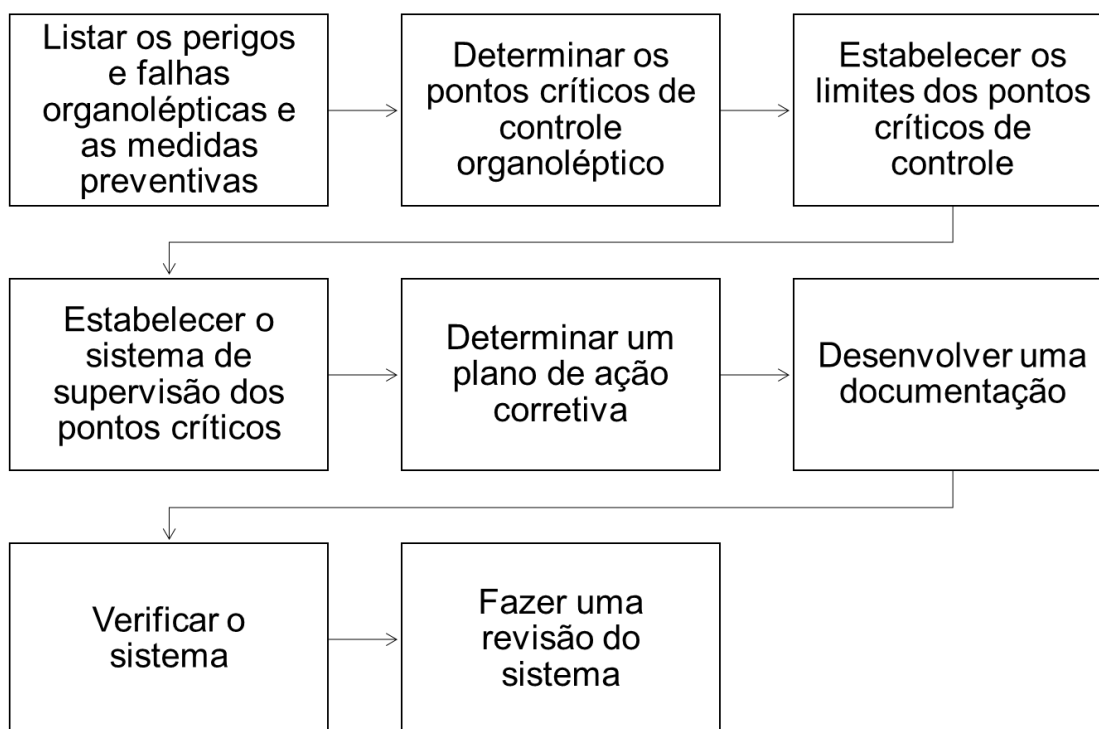 Listar os perigos
e falhas
organolépticas e
as medidas
preventivas
Determinar os
pontos críticos de
controle
organoléptico
Estabelecer os
limites dos pontos
críticos de
controle
Estabelecer o
sistema de
supervisão dos
pontos críticos
Determinar um
plano de ação
corretiva
Desenvolver uma
documentação
Verificar o
sistema
Fazer uma
revisão do
sistema